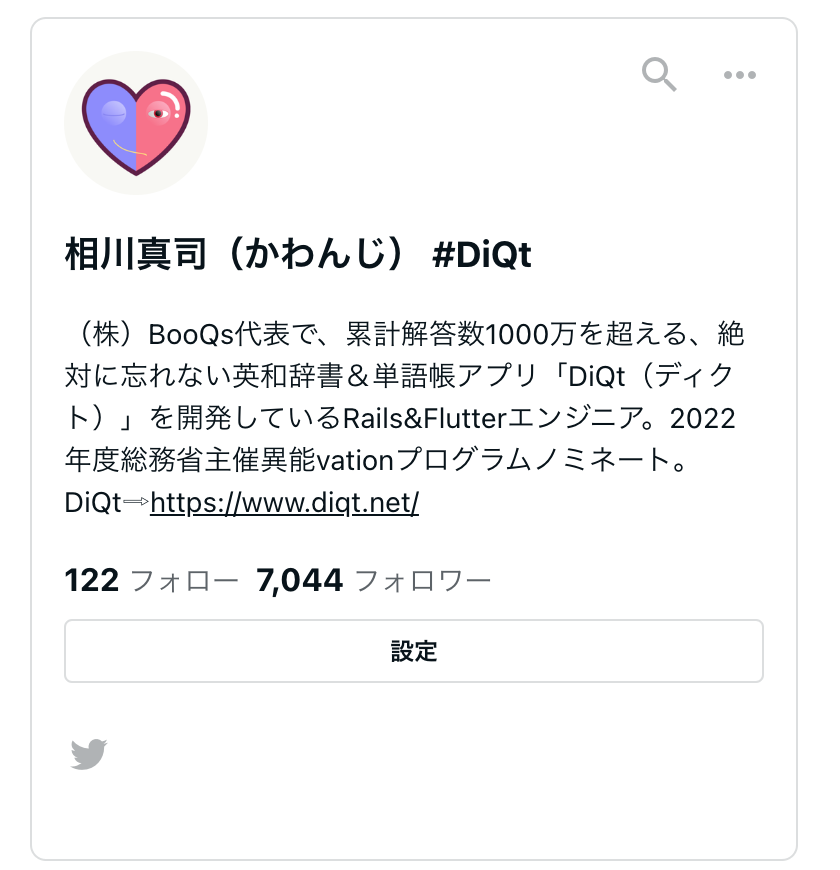 相川真司（かわんじ） #DiQt
（株）BooQs代表で、累計解答数1000万を超える、絶
対に忘れない英和辞書＆単語帳アプリ「DiQt（ディク
ト）」を開発しているRails&Flutterエンジニア。2022
年度総務省主催異能vationプログラムノミネート。
DiQt⇨https://www.diqt.net/
122 フォロー 7,044 フォロワー
設定